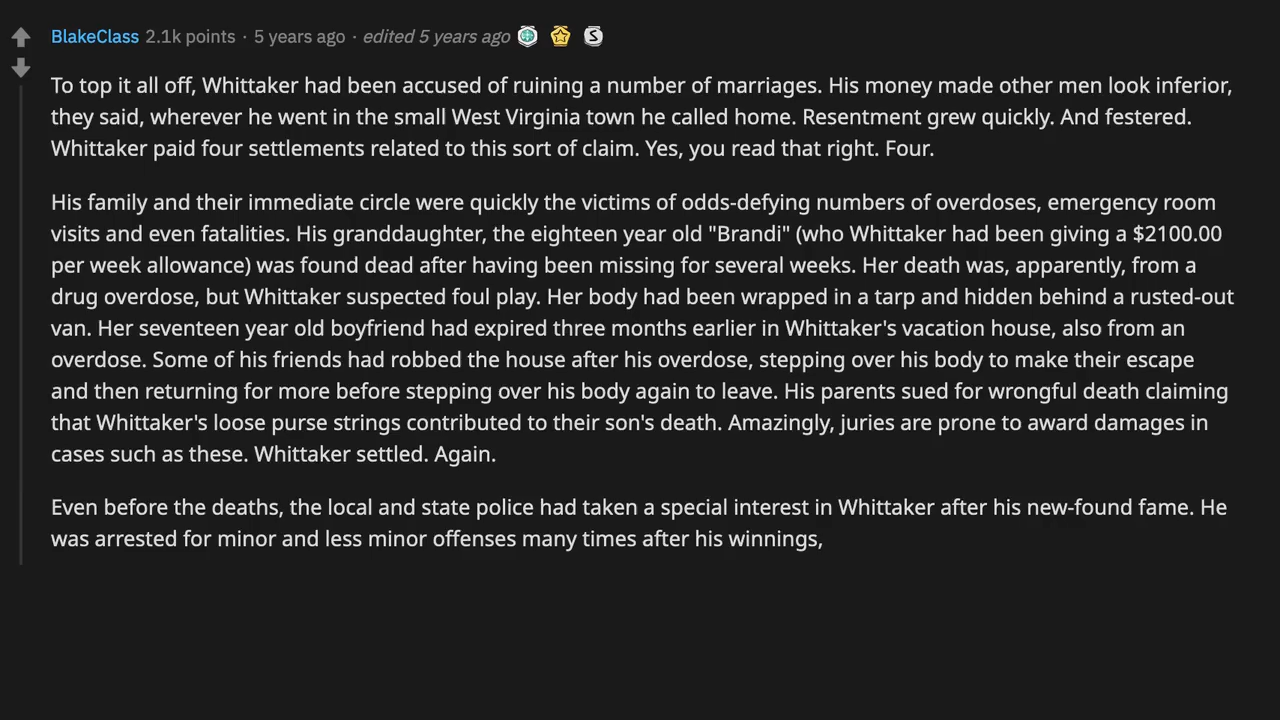 BlakeClass 2.1k points · 5 years ago · edited 5 years ago
To top it all off, Whittaker had been accused of ruining a number of marriages. His money made other men look inferior,
they said, wherever he went in the small West Virginia town he called home. Resentment grew quickly. And festered.
Whittaker paid four settlements related to this sort of claim. Yes, you read that right. Four.
His family and their immediate circle were quickly the victims of odds-defying numbers of overdoses, emergency room
visits and even fatalities. His granddaughter, the eighteen year old "Brandi" (who Whittaker had been giving a $2100.00
per week allowance) was found dead after having been missing for several weeks. Her death was, apparently, from a
drug overdose, but Whittaker suspected foul play. Her body had been wrapped in a tarp and hidden behind a rusted-out
van. Her seventeen year old boyfriend had expired three months earlier in Whittaker's vacation house, also from an
overdose. Some of his friends had robbed the house after his overdose, stepping over his body to make their escape
and then returning for more before stepping over his body again to leave. His parents sued for wrongful death claiming
that Whittaker's loose purse strings contributed to their son's death. Amazingly, juries are prone to award damages in
cases such as these. Whittaker settled. Again.
Even before the deaths, the local and state police had taken a special interest in Whittaker after his new-found fame. He
was arrested for minor and less minor offenses many times after his winnings,